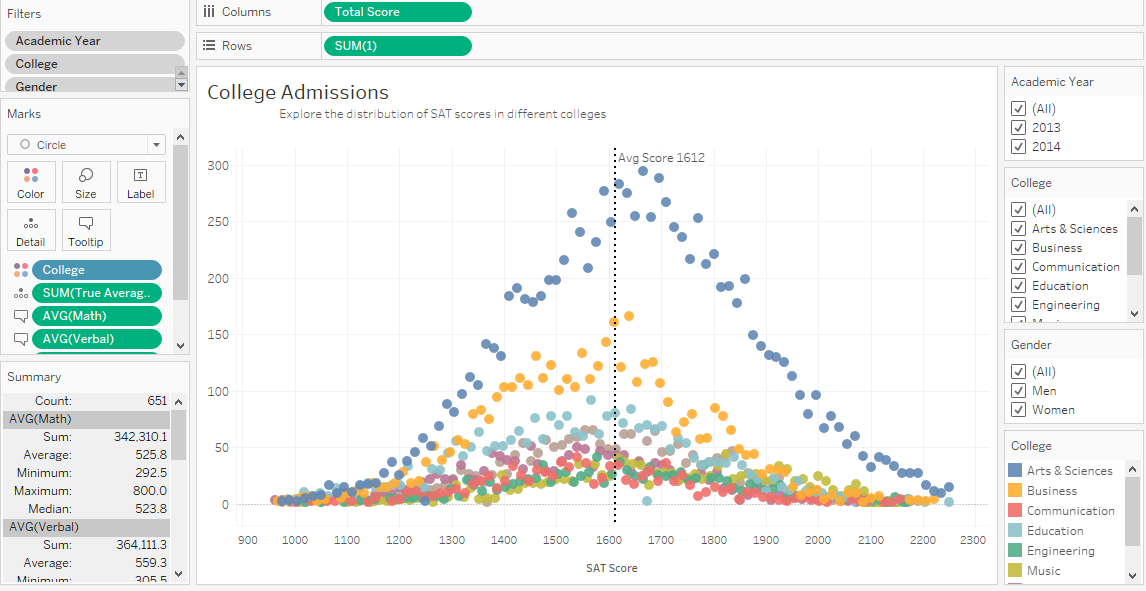 Filters
Academic Year
College
Gender
Columns
Total Score
Rows
SUM(1)
Marks
Circle
Color
Size
Label
Detail
Tooltip
College
SUM(True Averag..
AVG(Math)
AVG(Verbal)
Summary
Count: 651
AVG(Math)
Sum: 342,310.1
Average: 525.8
Minimum: 292.5
Maximum: 800.0
Median: 523.8
AVG(Verbal)
Sum: 364,111.3
Average: 559.3
Minimum: 305.5
College Admissions
Explore the distribution of SAT scores in different colleges
Avg Score 1612
300
250
200
150
100
50
0
900 1000 1100 1200 1300 1400 1500 1600 1700 1800 1900 2000 2100 2200 2300
SAT Score
Academic Year
(All)
2013
2014
College
(All)
Arts & Sciences
Business
Communication
Education
Engineering
Gender
(All)
Men
Women
College
Arts & Sciences
Business
Communication
Education
Engineering
Music